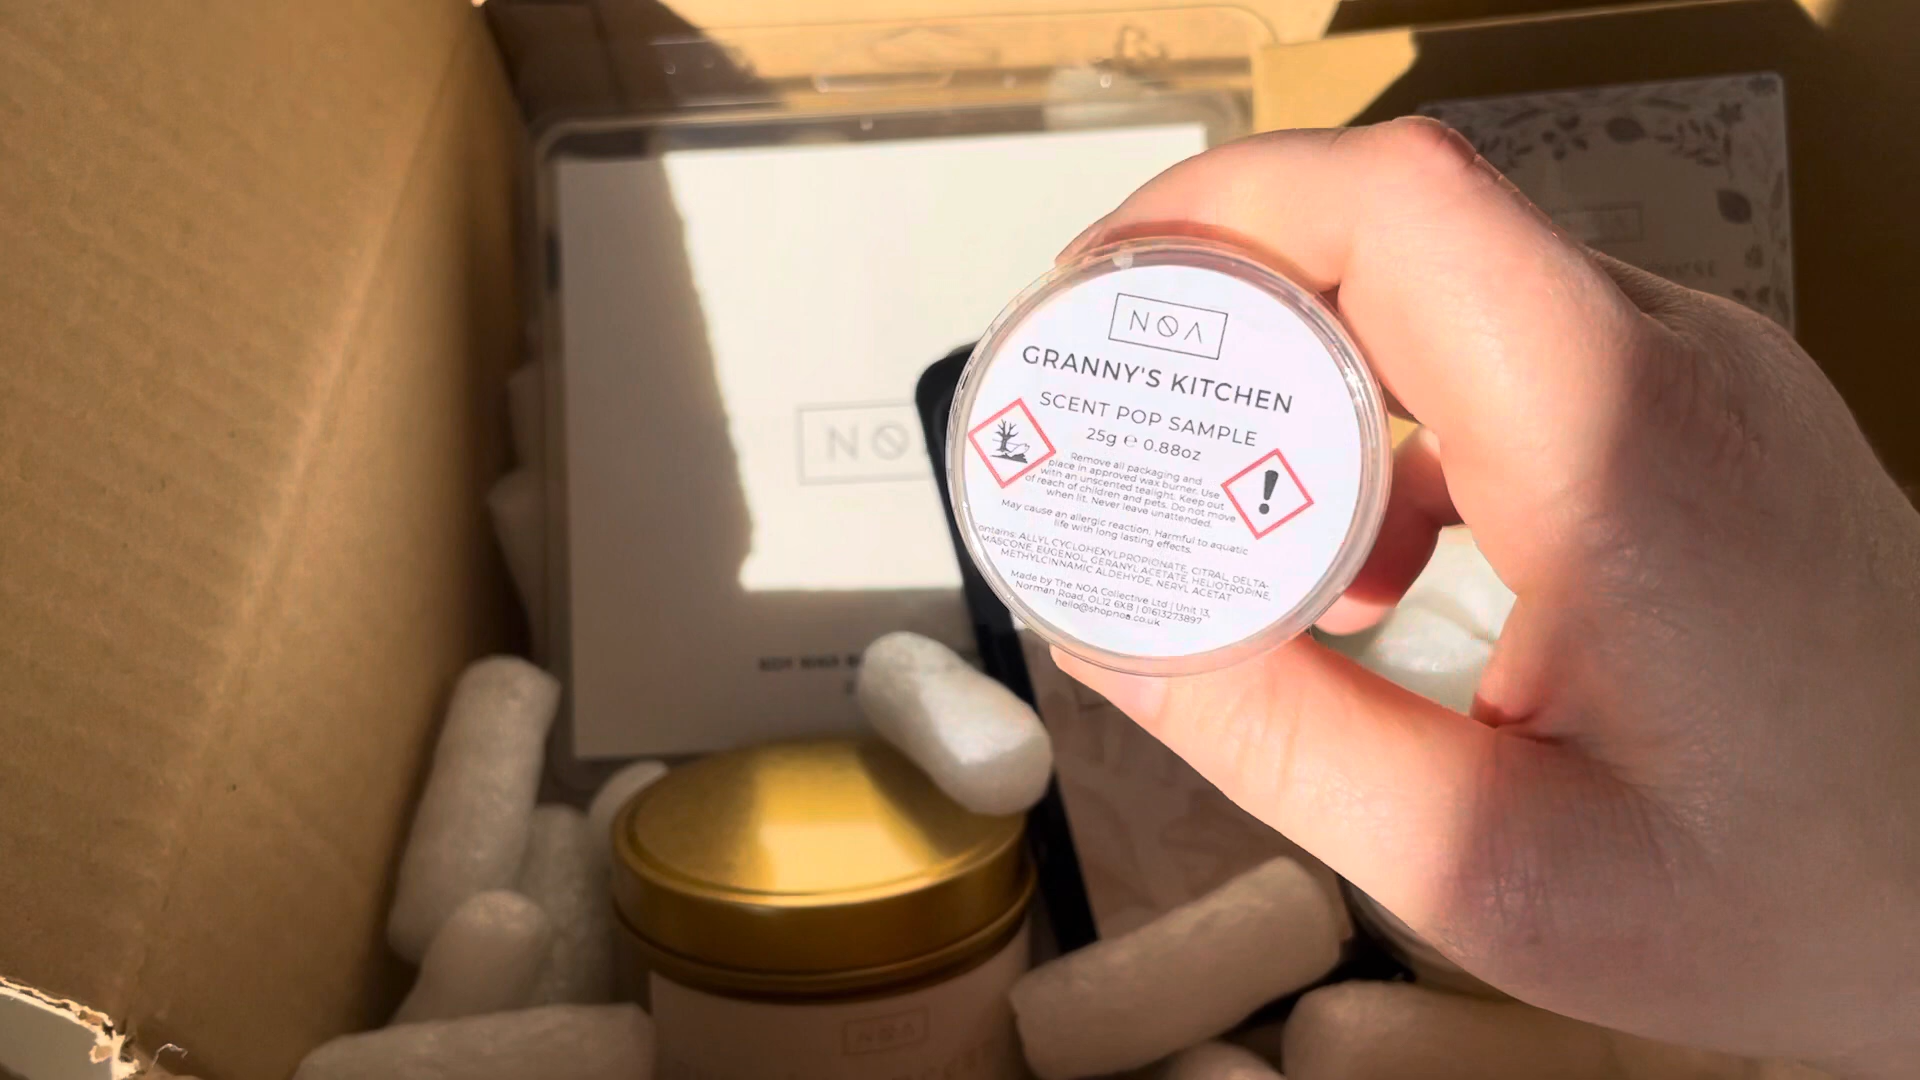 NOA
GRANNY'S KITCHEN
SCENT POP SAMPLE
25g ℮ 0.88oz
Remove all packaging and
place in approved wax burner. Use
with an unscented tealight. Keep out
of reach of children and pets. Do not move
when lit. Never leave unattended.
May cause an allergic reaction. Harmful to aquatic
life with long lasting effects.
Contains: ALLYL CYCLOHEXYLPROPIONATE, CITRAL, DELTA-
MASCONE, EUGENOL, GERANYL ACETATE, HELIOTROPINE,
METHYLCINNAMIC ALDEHYDE, NERYL ACETAT
Made by The NOA Collective Ltd | Unit 13,
Norman Road, OL12 6XB | 01613273897
hello@shopnoa.co.uk
NO
SOY WAX
NOA